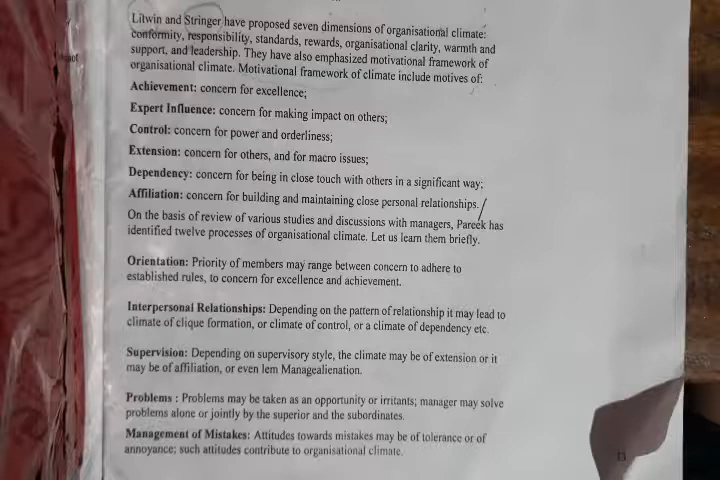 Litwin and Stringer have proposed seven dimensions of organisational climate:
conformity, responsibility, standards, rewards, organisational clarity, warmth and
support, and leadership. They have also emphasized motivational framework of
organisational climate. Motivational framework of climate include motives of:
Achievement: concern for excellence;
Expert Influence: concern for making impact on others;
Control: concern for power and orderliness;
Extension: concern for others, and for macro issues;
Dependency: concern for being in close touch with others in a significant way;
Affiliation: concern for building and maintaining close personal relationships.
On the basis of review of various studies and discussions with managers, Pareek has
identified twelve processes of organisational climate. Let us learn them briefly.
Orientation: Priority of members may range between concern to adhere to
established rules, to concern for excellence and achievement.
Interpersonal Relationships: Depending on the pattern of relationship it may lead to
climate of clique formation, or climate of control, or a climate of dependency etc.
Supervision: Depending on supervisory style, the climate may be of extension or it
may be of affiliation, or even lem Managealienation.
Problems : Problems may be taken as an opportunity or irritants; manager may solve
problems alone or jointly by the superior and the subordinates.
Management of Mistakes: Attitudes towards mistakes may be of tolerance or of
annoyance; such attitudes contribute to organisational climate.